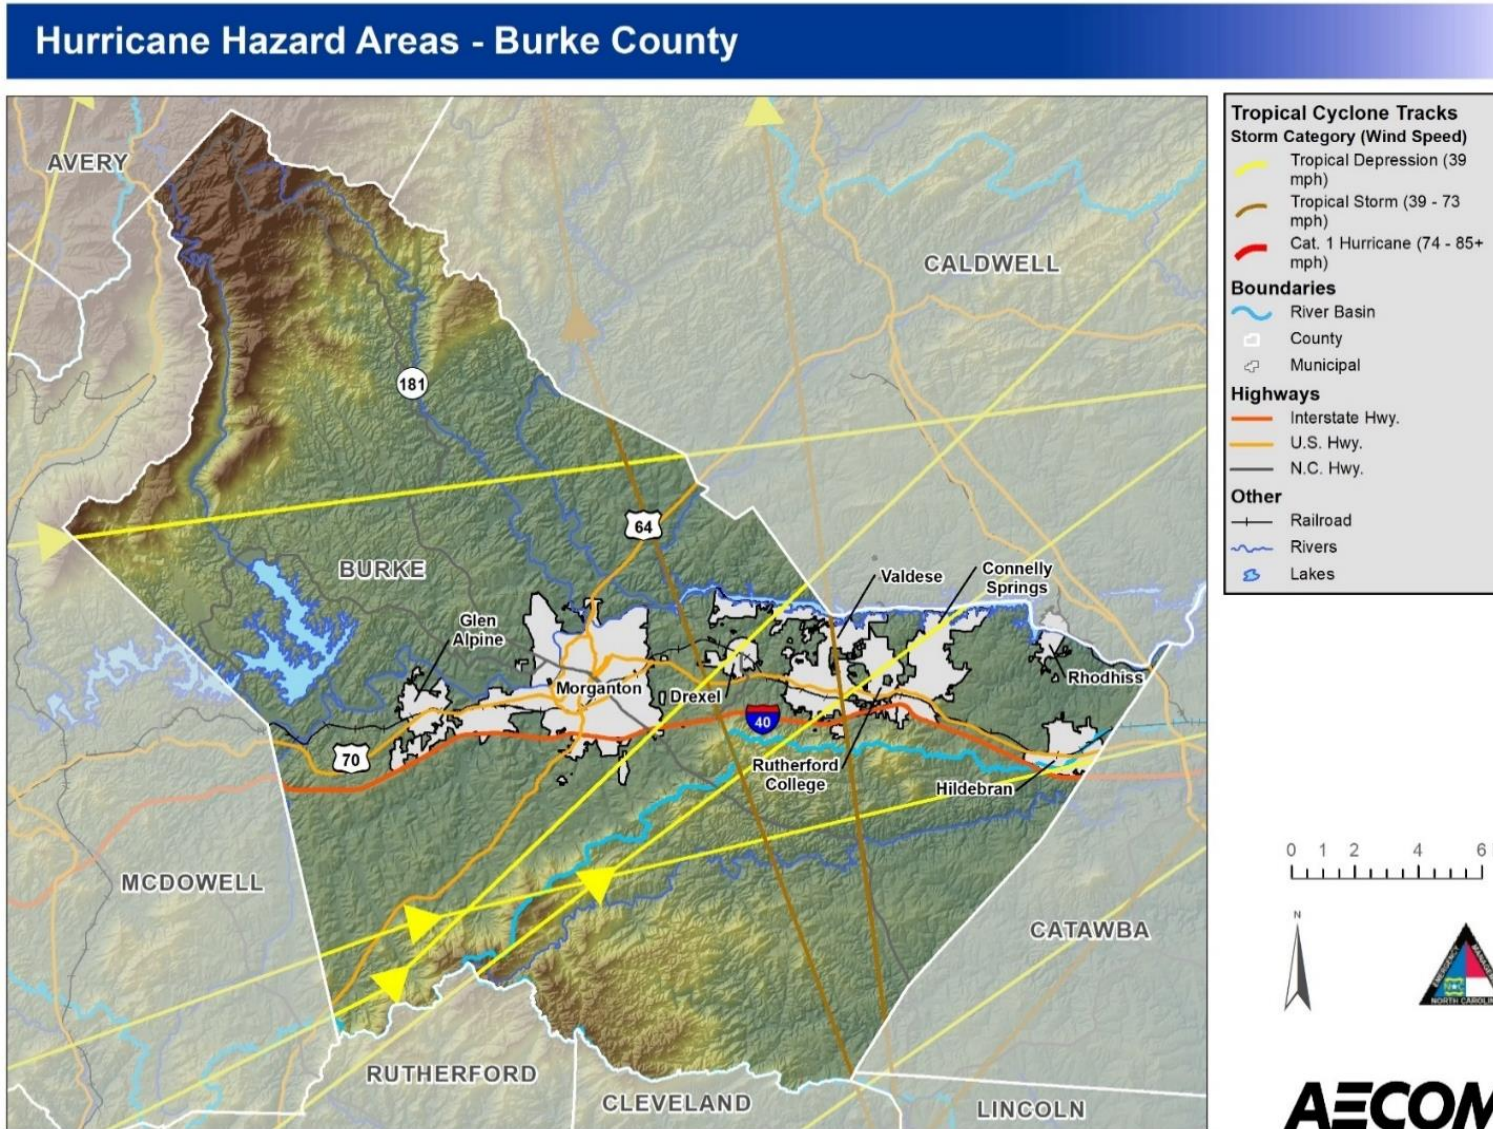 Hurricane Hazard Areas - Burke County
AVERY
CALDWELL
181
64
BURKE
Glen
Alpine
Valdese
Connelly
Springs
Morganton
Drexel
Rhodhiss
40
70
Rutherford
College
Hildebran
MCDOWELL
CATAWBA
RUTHERFORD
CLEVELAND
LINCOLN
Tropical Cyclone Tracks
Storm Category (Wind Speed)
Tropical Depression (39
mph)
Tropical Storm (39 - 73
mph)
Cat. 1 Hurricane (74 - 85+
mph)
Boundaries
River Basin
County
Municipal
Highways
Interstate Hwy.
U.S. Hwy.
N.C. Hwy.
Other
Railroad
Rivers
Lakes
0 1 2 4 6
N
EMERGENCY
NORTH
AECOM